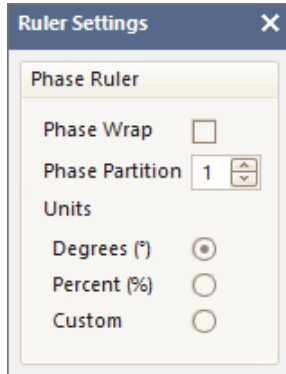 Ruler Settings
Phase Ruler
Phase Wrap
Phase Partition 1
Units
Degrees (°)
Percent (%)
Custom